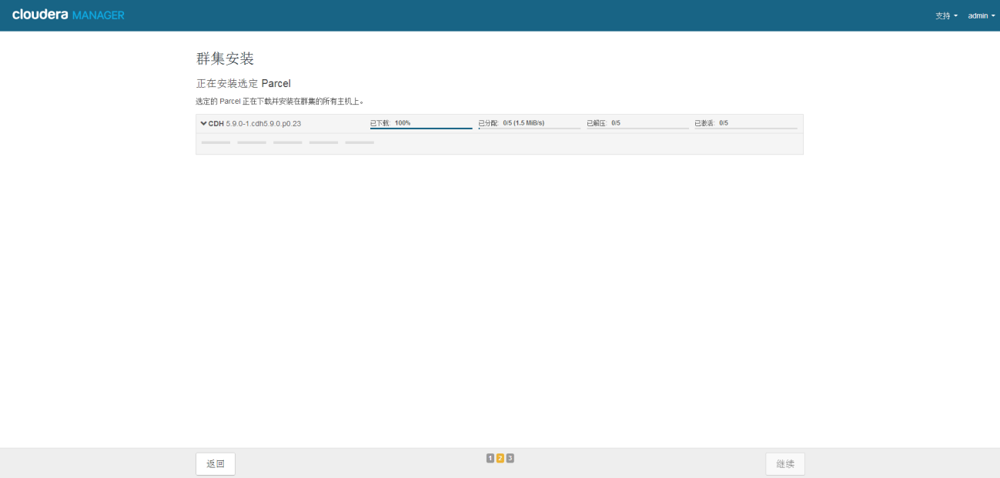 cloudera MANAGER
支持 admin
群集安装
正在安装选定 Parcel
选定的 Parcel 正在下载并安装在群集的所有主机上。
CDH 5.9.0-1.cdh5.9.0.p0.23 已下载: 100% 已分配: 0/5 (1.5 MiB/s) 已解压: 0/5 已激活: 0/5
返回 1 2 3 继续